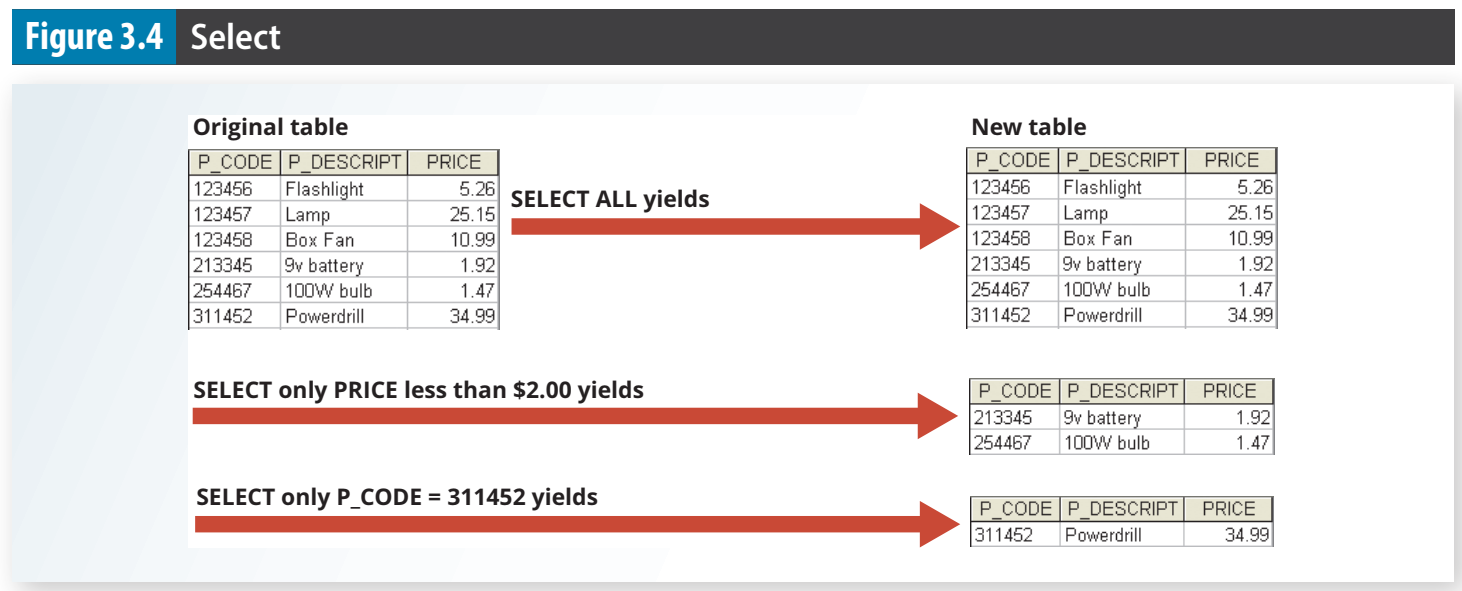 Figure 3.4 Select
Original table
P_CODE P_DESCRIPT PRICE
123456 Flashlight 5.26
123457 Lamp 25.15
123458 Box Fan 10.99
213345 9v battery 1.92
254467 100W bulb 1.47
311452 Powerdrill 34.99
SELECT ALL yields
New table
P_CODE P_DESCRIPT PRICE
123456 Flashlight 5.26
123457 Lamp 25.15
123458 Box Fan 10.99
213345 9v battery 1.92
254467 100W bulb 1.47
311452 Powerdrill 34.99
SELECT only PRICE less than $2.00 yields
P_CODE P_DESCRIPT PRICE
213345 9v battery 1.92
254467 100W bulb 1.47
SELECT only P_CODE = 311452 yields
P_CODE P_DESCRIPT PRICE
311452 Powerdrill 34.99